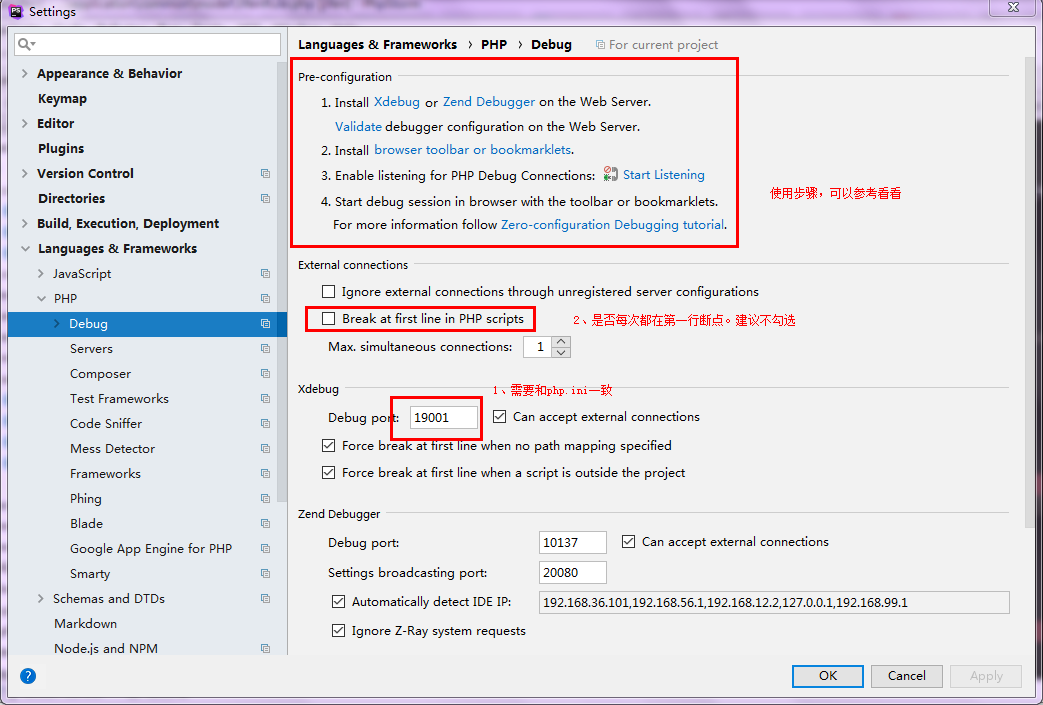 Settings
Languages & Frameworks › PHP › Debug For current project
Appearance & Behavior
Keymap
Editor
Plugins
Version Control
Directories
Build, Execution, Deployment
Languages & Frameworks
JavaScript
PHP
Debug
Servers
Composer
Test Frameworks
Code Sniffer
Mess Detector
Frameworks
Phing
Blade
Google App Engine for PHP
Smarty
Schemas and DTDs
Markdown
Node.js and NPM
Pre-configuration
1. Install Xdebug or Zend Debugger on the Web Server.
Validate debugger configuration on the Web Server.
2. Install browser toolbar or bookmarklets.
3. Enable listening for PHP Debug Connections: Start Listening
使用步骤，可以参考看看
4. Start debug session in browser with the toolbar or bookmarklets.
For more information follow Zero-configuration Debugging tutorial.
External connections
Ignore external connections through unregistered server configurations
Break at first line in PHP scripts
2、是否每次都在第一行断点。建议不勾选
Max. simultaneous connections: 1
Xdebug
1、需要和php.ini一致
Debug port: 19001 Can accept external connections
Force break at first line when no path mapping specified
Force break at first line when a script is outside the project
Zend Debugger
Debug port: 10137 Can accept external connections
Settings broadcasting port: 20080
Automatically detect IDE IP: 192.168.36.101,192.168.56.1,192.168.12.2,127.0.0.1,192.168.99.1
Ignore Z-Ray system requests
OK Cancel Apply